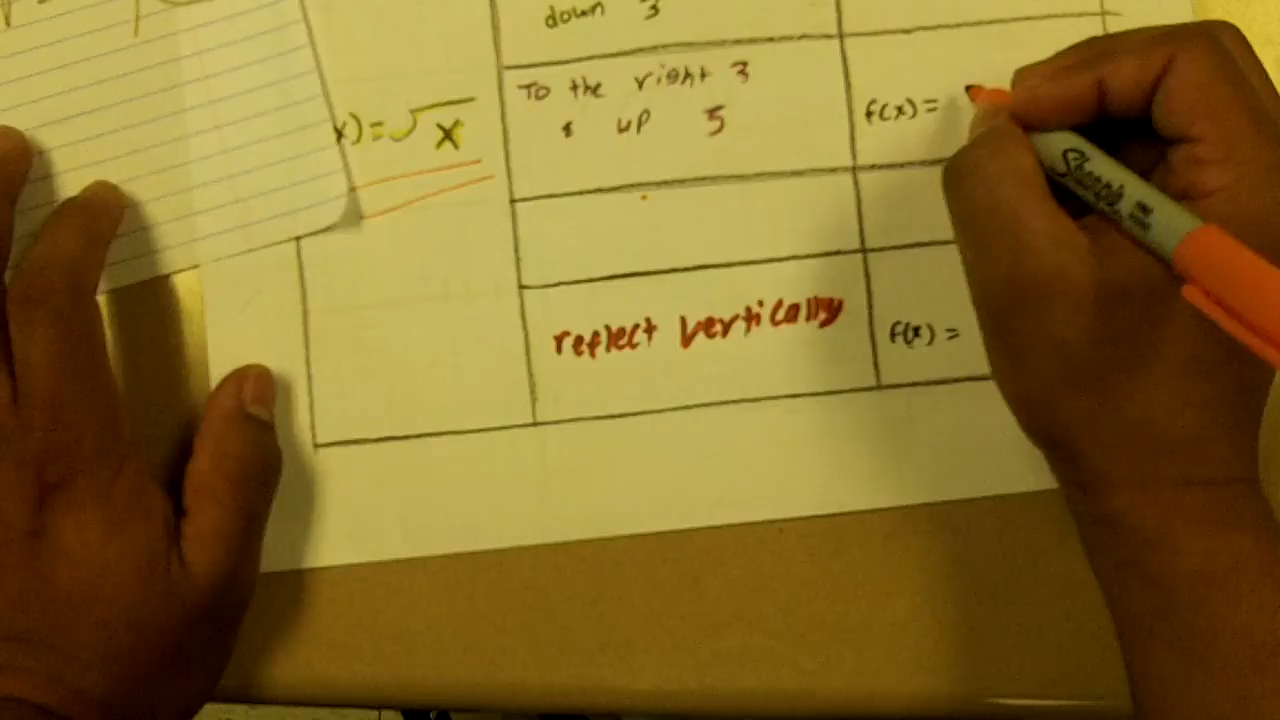 down 3
To the right 3
& up 5
x) = √x
f(x) =
reflect vertically
f(x) =
Sharpie